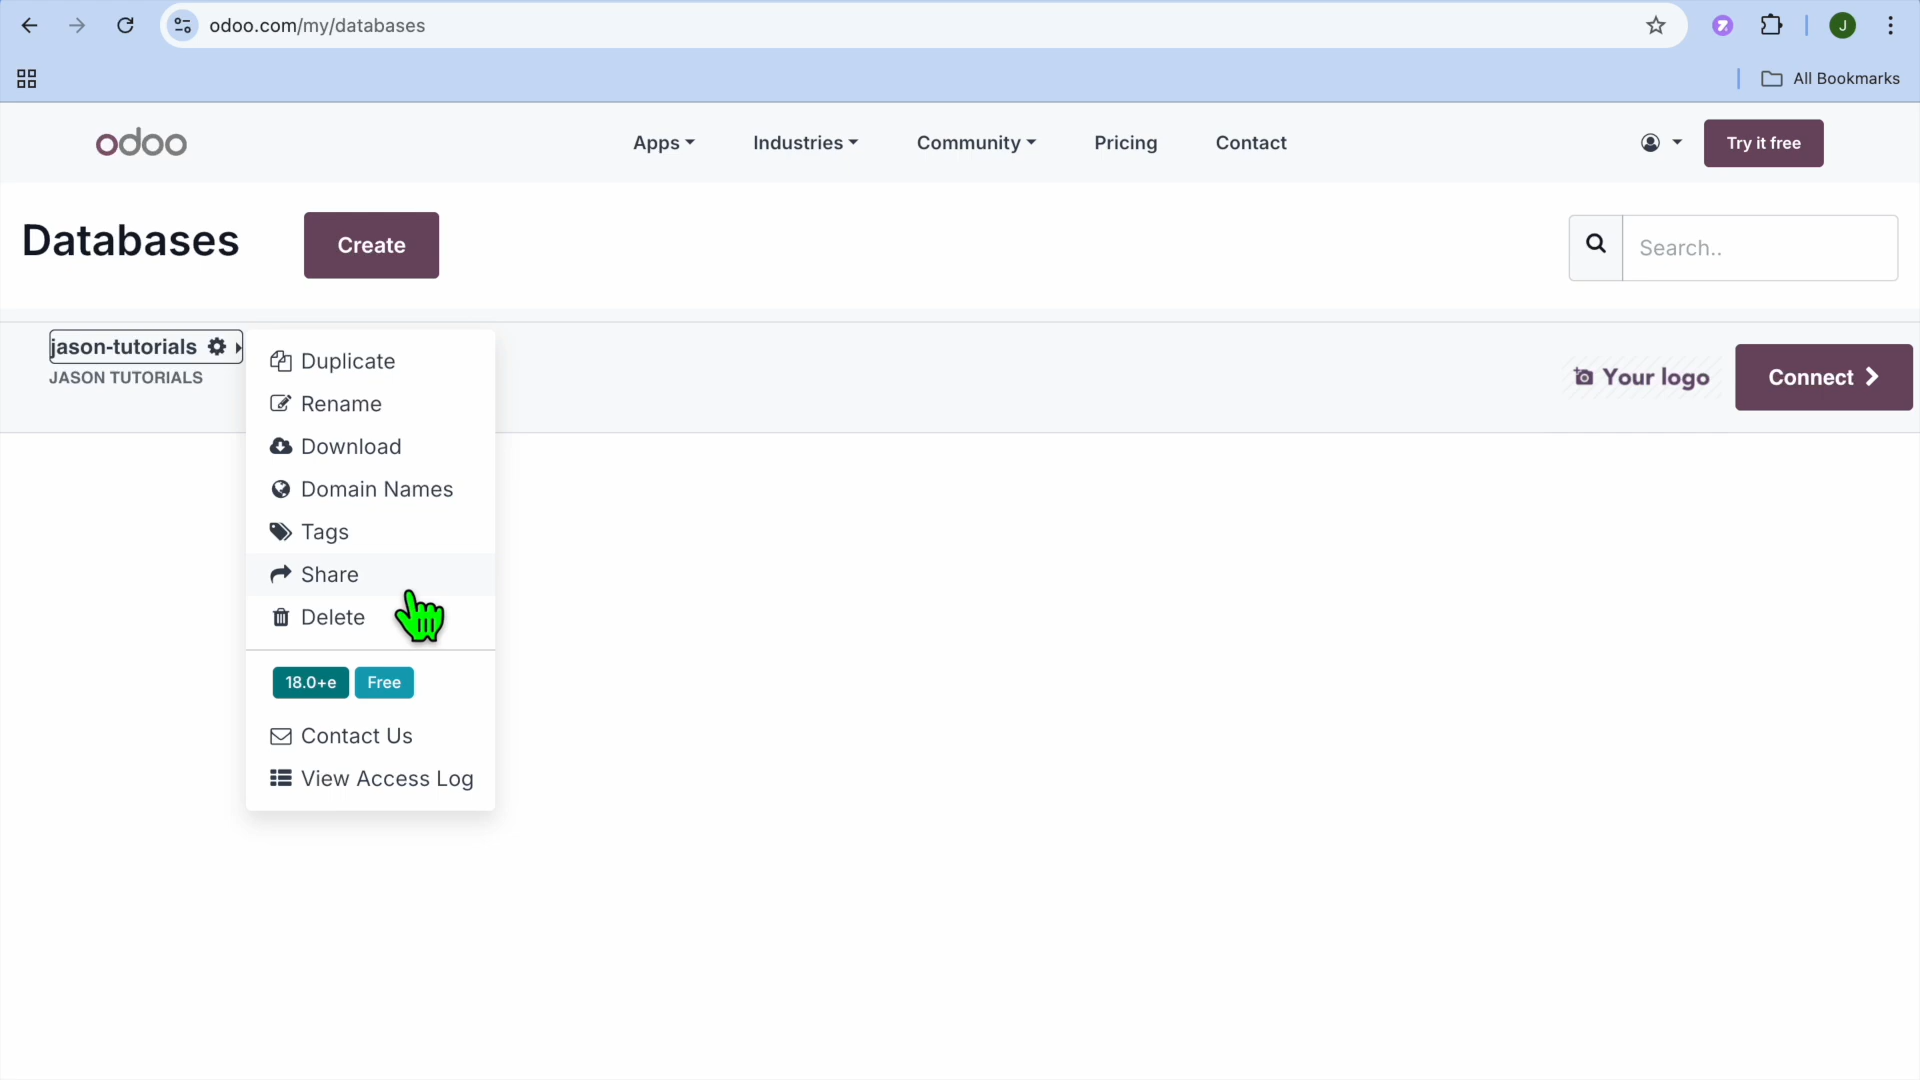 odoo.com/my/databases
J
All Bookmarks
odoo
Apps
Industries
Community
Pricing
Contact
Try it free
Databases
Create
Search..
jason-tutorials
JASON TUTORIALS
Duplicate
Rename
Download
Domain Names
Tags
Share
Delete
18.0+e
Free
Contact Us
View Access Log
Your logo
Connect